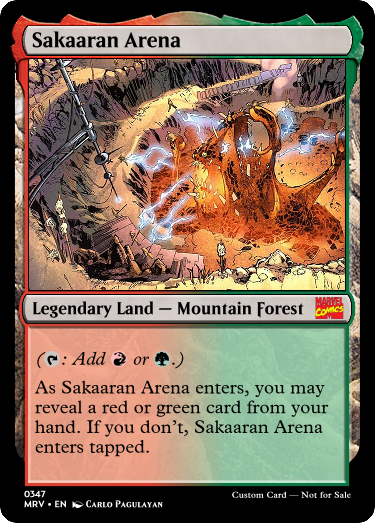 Sakaaran Arena
Legendary Land — Mountain Forest
MARVEL
COMICS
(: Add or .)
As Sakaaran Arena enters, you may
reveal a red or green card from your
hand. If you don't, Sakaaran Arena
enters tapped.
0347
MRV • EN CARLO PAGULAYAN
Custom Card — Not for Sale